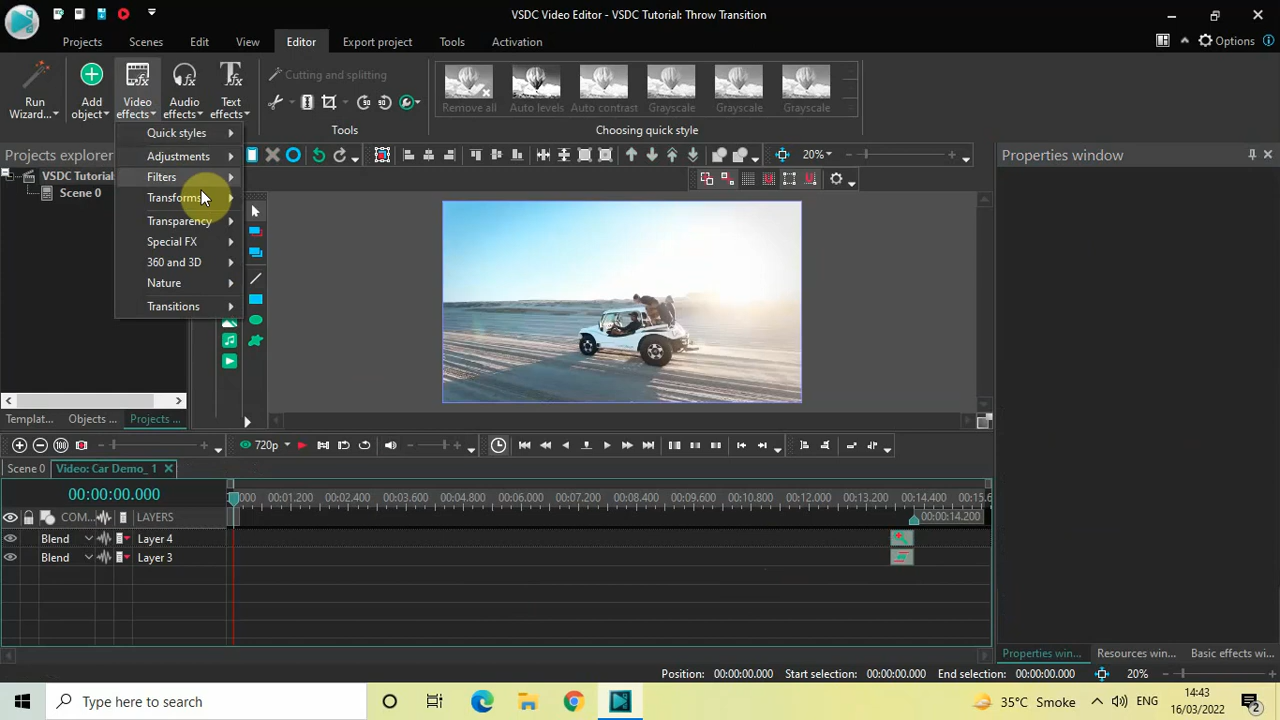 VSDC Video Editor - VSDC Tutorial: Throw Transition
Projects Scenes Edit View Editor Export project Tools Activation Options
Run Wizard...
Add object
Video effects
Audio effects
Text effects
Cutting and splitting
Tools
Remove all Auto levels Auto contrast Grayscale Grayscale Grayscale
Choosing quick style
Quick styles
Adjustments
Filters
Transforms
Transparency
Special FX
360 and 3D
Nature
Transitions
Projects explorer
VSDC Tutorial
Scene 0
20%
Properties window
Templat... Objects ... Projects ...
720p
Scene 0 Video: Car Demo_ 1
00:00:00.000
000 00:01.200 00:02.400 00:03.600 00:04.800 00:06.000 00:07.200 00:08.400 00:09.600 00:10.800 00:12.000 00:13.200 00:14.400 00:15.6
00:00:14.200
COM... LAYERS
Blend Layer 4
Blend Layer 3
Properties win... Resources win... Basic effects wi...
Position: 00:00:00.000 Start selection: 00:00:00.000 End selection: 00:00:00.000 20%
Type here to search
35°C Smoke
ENG
14:43
16/03/2022
2